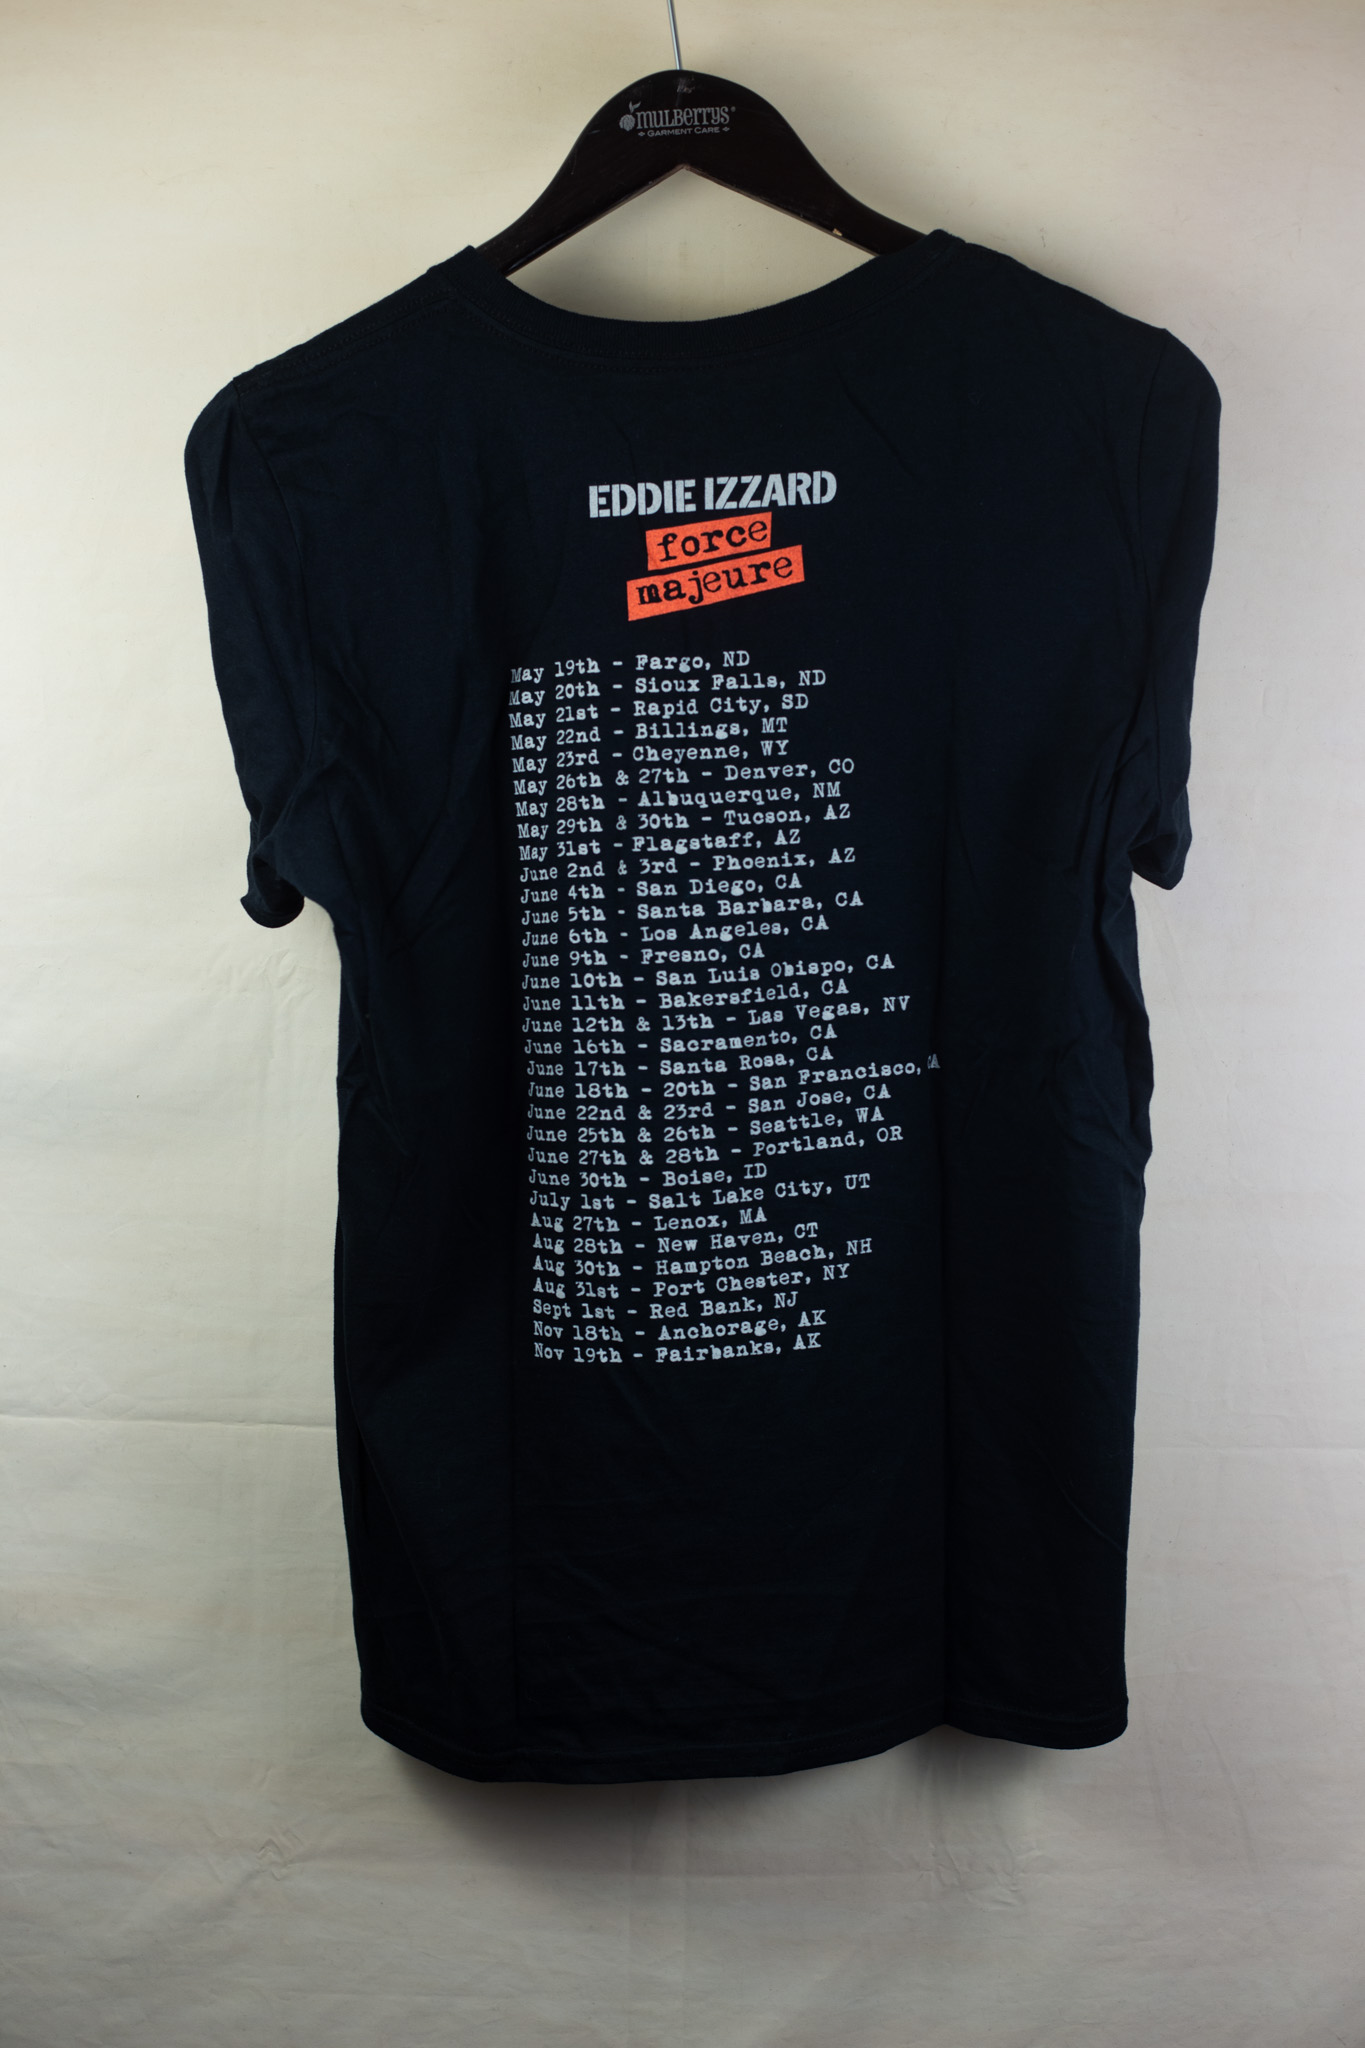 mulberrys
GARMENT CARE
EDDIE IZZARD
force
majeure
May 19th - Fargo, ND
May 20th - Sioux Falls, ND
May 21st - Rapid City, SD
May 22nd - Billings, MT
May 23rd - Cheyenne, WY
May 26th & 27th - Denver, CO
May 28th - Albuquerque, NM
May 29th & 30th - Tucson, AZ
May 31st - Flagstaff, AZ
June 2nd & 3rd - Phoenix, AZ
June 4th - San Diego, CA
June 5th - Santa Barbara, CA
June 6th - Los Angeles, CA
June 9th - Fresno, CA
June 10th - San Luis Obispo, CA
June 11th - Bakersfield, CA
June 12th & 13th - Las Vegas, NV
June 16th - Sacramento, CA
June 17th - Santa Rosa, CA
June 18th - 20th - San Francisco, CA
June 22nd & 23rd - San Jose, CA
June 25th & 26th - Seattle, WA
June 27th & 28th - Portland, OR
June 30th - Boise, ID
July 1st - Salt Lake City, UT
Aug 27th - Lenox, MA
Aug 28th - New Haven, CT
Aug 30th - Hampton Beach, NH
Aug 31st - Port Chester, NY
Sept 1st - Red Bank, NJ
Nov 18th - Anchorage, AK
Nov 19th - Fairbanks, AK